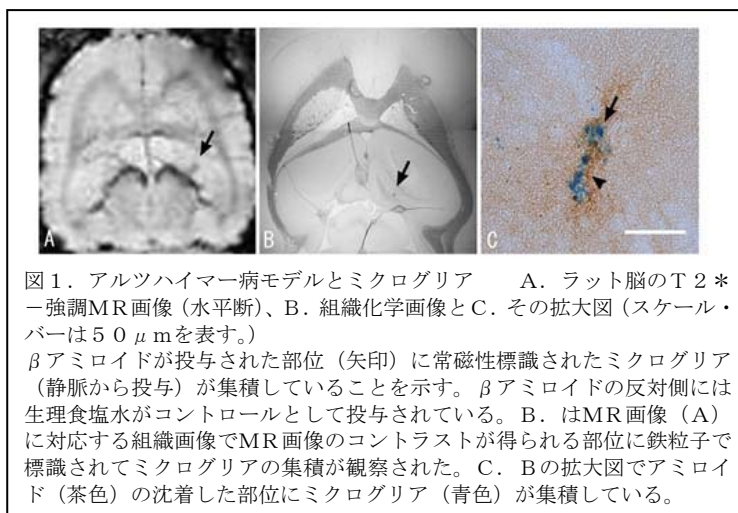 A
B
C
図1．アルツハイマー病モデルとミクログリア　　A．ラット脳のT2＊
－強調MR画像（水平断）、B．組織化学画像とC．その拡大図（スケール・
バーは50μmを表す。）
βアミロイドが投与された部位（矢印）に常磁性標識されたミクログリア
（静脈から投与）が集積していることを示す。βアミロイドの反対側には
生理食塩水がコントロールとして投与されている。B．はMR画像（A）
に対応する組織画像でMR画像のコントラストが得られる部位に鉄粒子で
標識されてミクログリアの集積が観察された。C．Bの拡大図でアミロイ
ド（茶色）の沈着した部位にミクログリア（青色）が集積している。